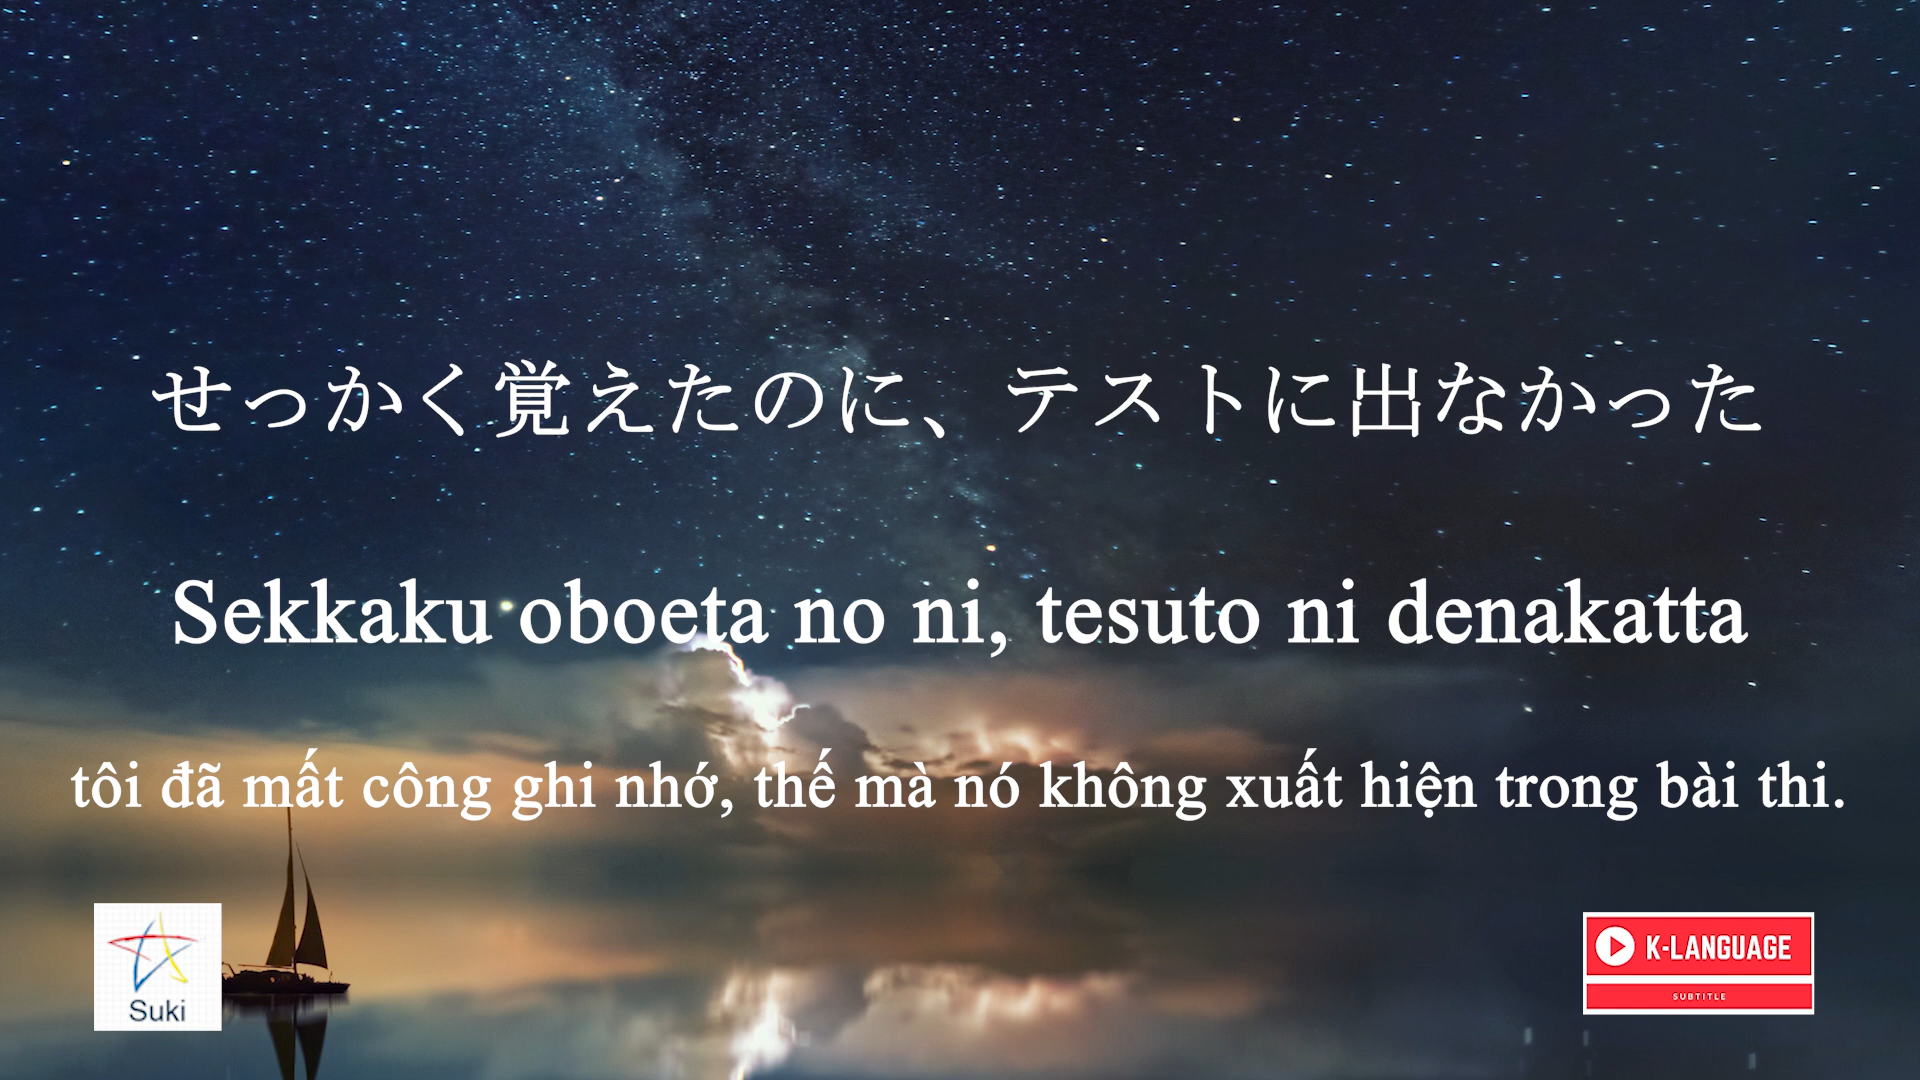 せっかく覚えたのに、テストに出なかった
Sekkaku oboeta no ni, tesuto ni denakatta
tôi đã mất công ghi nhớ, thế mà nó không xuất hiện trong bài thi.
Suki
K-LANGUAGE
SUBTITLE